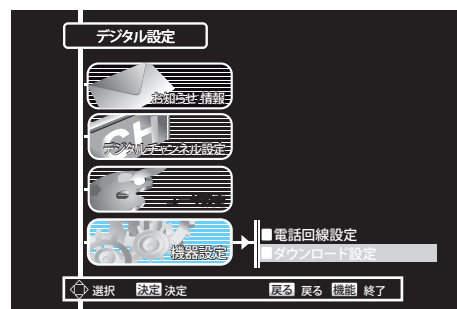 デジタル設定
お知らせ 情報
CH
デジタルチャンネル設定
機器設定
■電話回線設定
■ダウンロード設定
選択 決定 決定 戻る 戻る 機能 終了